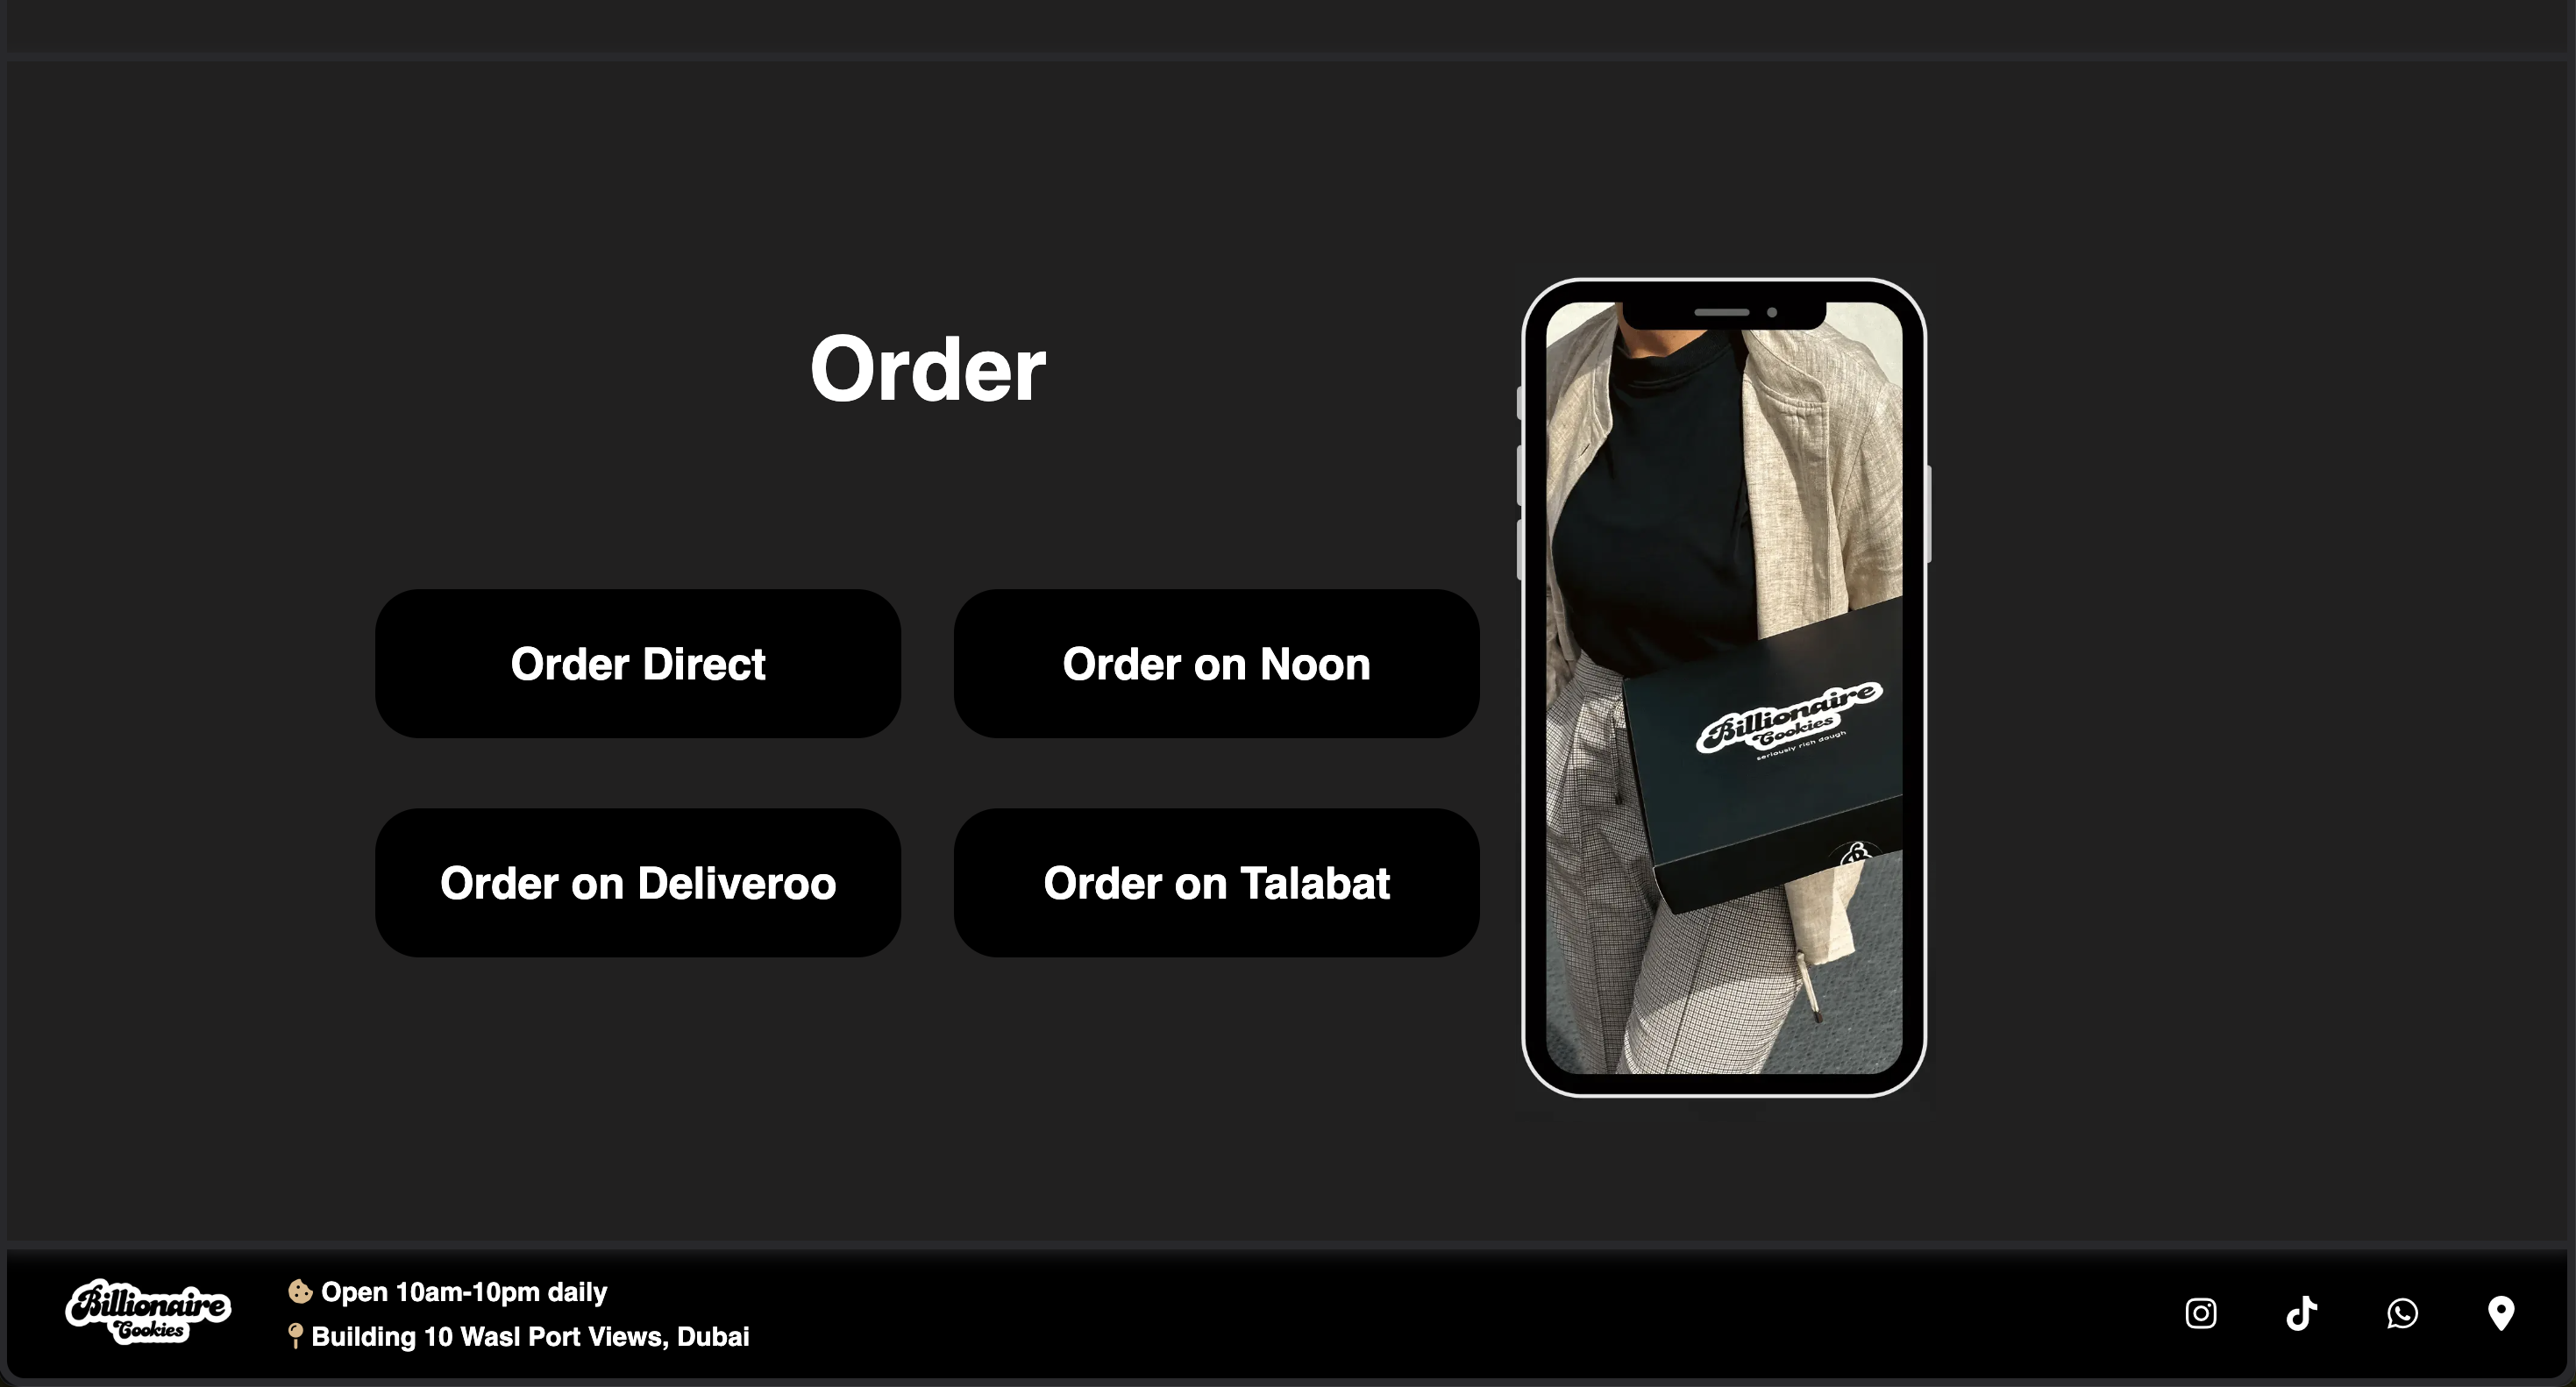 Order
Order Direct
Order on Noon
Order on Deliveroo
Order on Talabat
Billionaire
Cookies
seriously rich dough
B
Billionaire
Cookies
Open 10am-10pm daily
Building 10 Wasl Port Views, Dubai